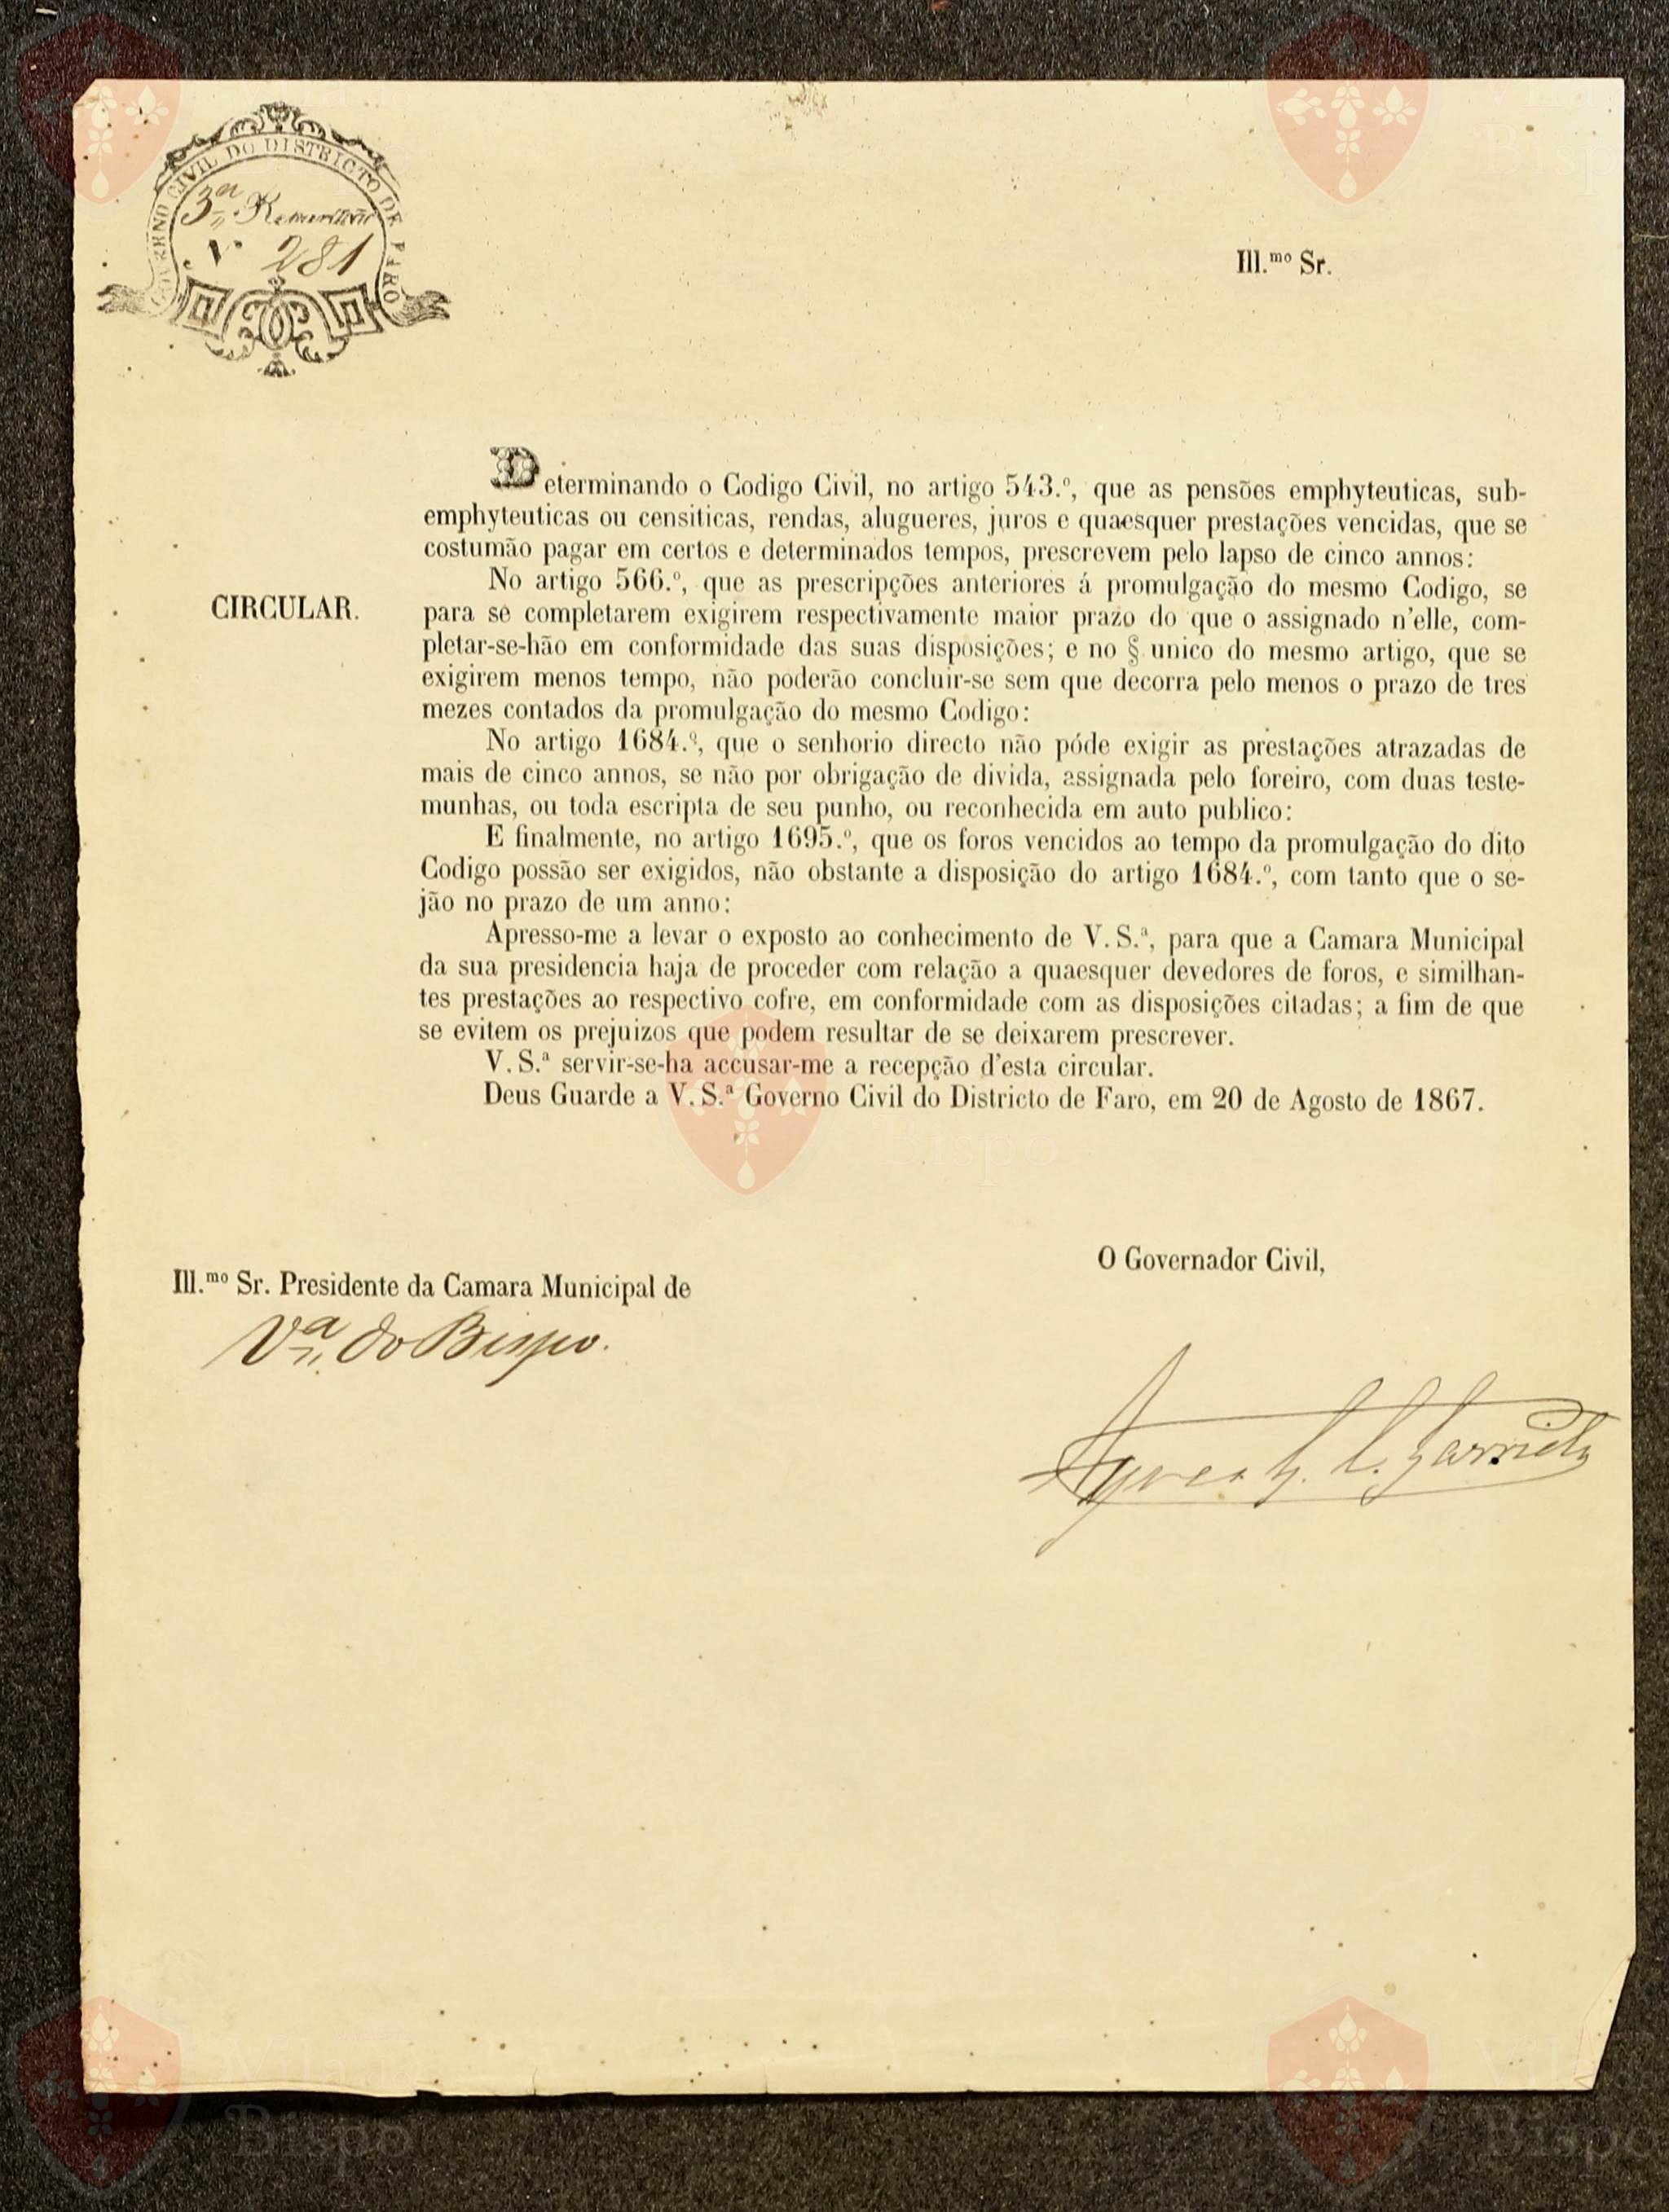 GOVERNO CIVIL DO DISTRICTO DE FARO
3ª
Nº 281
Ill.mo Sr.
CIRCULAR.
Determinando o Codigo Civil, no artigo 543.º, que as pensões emphyteuticas, sub-
emphyteuticas ou censiticas, rendas, alugueres, juros e quaesquer prestações vencidas, que se
costumão pagar em certos e determinados tempos, prescrevem pelo lapso de cinco annos:
No artigo 566.º, que as prescripções anteriores á promulgação do mesmo Codigo, se
para se completarem exigirem respectivamente maior prazo do que o assignado n'elle, com-
pletar-se-hão em conformidade das suas disposições; e no § unico do mesmo artigo, que se
exigirem menos tempo, não poderão concluir-se sem que decorra pelo menos o prazo de tres
mezes contados da promulgação do mesmo Codigo:
No artigo 1684.º, que o senhorio directo não póde exigir as prestações atrazadas de
mais de cinco annos, se não por obrigação de divida, assignada pelo foreiro, com duas teste-
munhas, ou toda escripta de seu punho, ou reconhecida em auto publico:
E finalmente, no artigo 1695.º, que os foros vencidos ao tempo da promulgação do dito
Codigo possão ser exigidos, não obstante a disposição do artigo 1684.º, com tanto que o se-
jão no prazo de um anno:
Apresso-me a levar o exposto ao conhecimento de V. S.ª, para que a Camara Municipal
da sua presidencia haja de proceder com relação a quaesquer devedores de foros, e similhan-
tes prestações ao respectivo cofre, em conformidade com as disposições citadas; a fim de que
se evitem os prejuizos que podem resultar de se deixarem prescrever.
V. S.ª servir-se-ha accusar-me a recepção d'esta circular.
Deus Guarde a V. S.ª Governo Civil do Districto de Faro, em 20 de Agosto de 1867.
O Governador Civil,
Ill.mo Sr. Presidente da Camara Municipal de
Vª do Bispo.
Bispo
Bispo